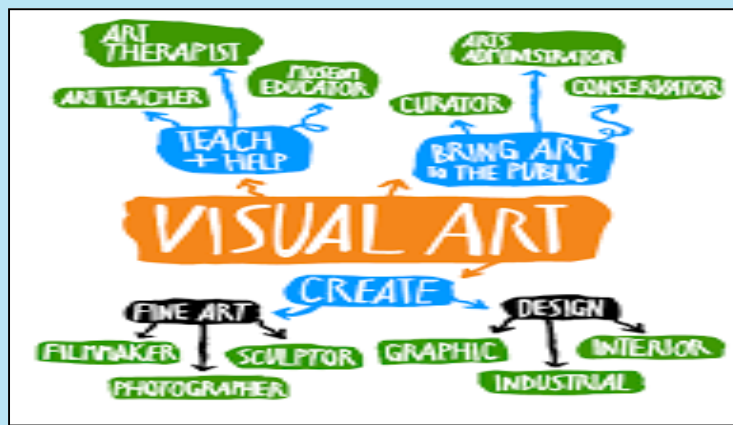 ART
THERAPIST
ART TEACHER
MUSEUM
EDUCATOR
TEACH
+ HELP
ARTS
ADMINISTRATOR
CURATOR
CONSERVATOR
BRING ART
to THE PUBLIC
VISUAL ART
CREATE
FINE ART
FILMMAKER
PHOTOGRAPHER
SCULPTOR
DESIGN
GRAPHIC
INDUSTRIAL
INTERIOR